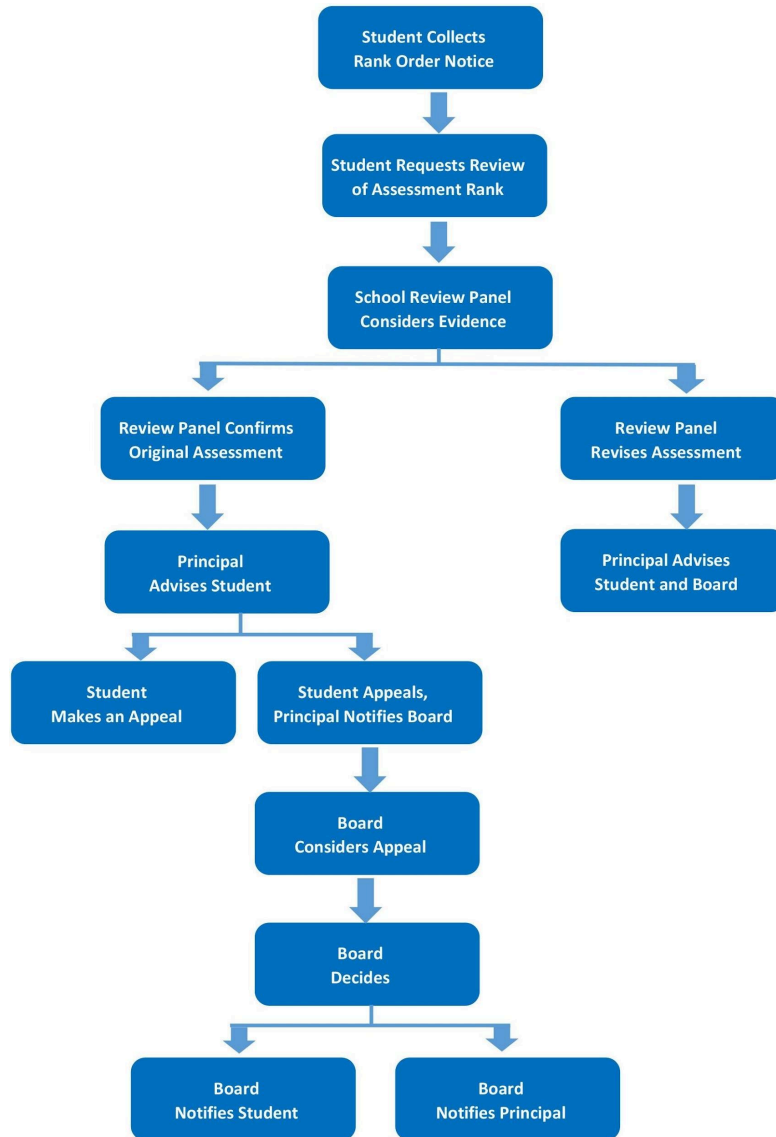 Student Collects
Rank Order Notice
Student Requests Review
of Assessment Rank
School Review Panel
Considers Evidence
Review Panel Confirms
Original Assessment
Review Panel
Revises Assessment
Principal
Advises Student
Principal Advises
Student and Board
Student
Makes an Appeal
Student Appeals,
Principal Notifies Board
Board
Considers Appeal
Board
Decides
Board
Notifies Student
Board
Notifies Principal